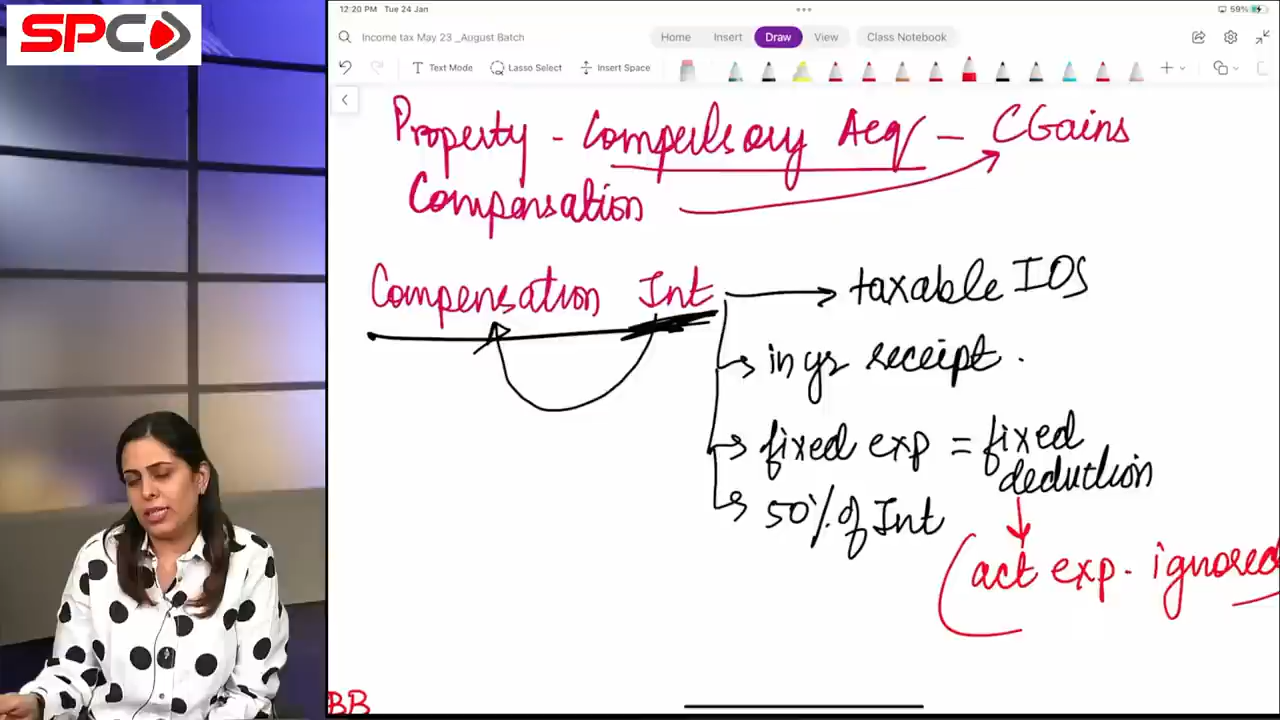 SPC
12:20 PM Tue 24 Jan
59%
Income tax May 23 _August Batch
Home Insert Draw View Class Notebook
Text Mode Lasso Select Insert Space
Property - Compulsory Acq - CGains
Compensation
Compensation Int → taxable IOS
→ in yr receipt.
→ fixed exp = fixed
deduction
→ 50% of Int
(act exp. ignored
BB